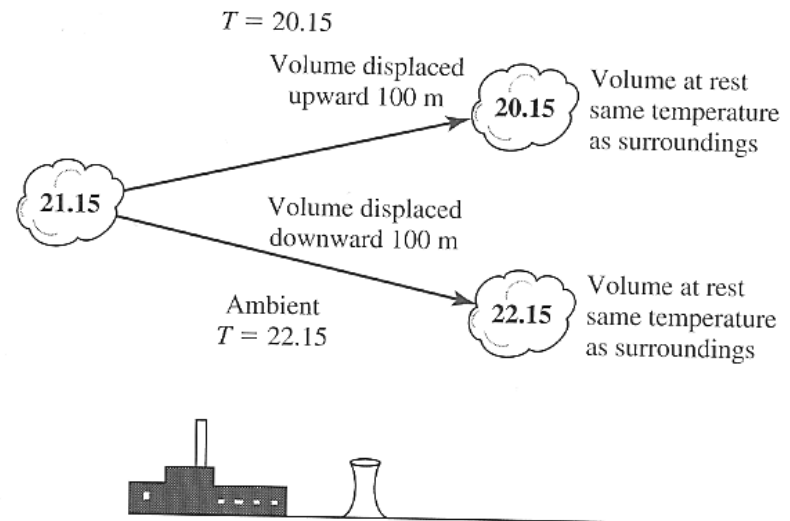 T = 20.15
Volume displaced
upward 100 m
20.15
Volume at rest
same temperature
as surroundings
21.15
Volume displaced
downward 100 m
Ambient
T = 22.15
22.15
Volume at rest
same temperature
as surroundings